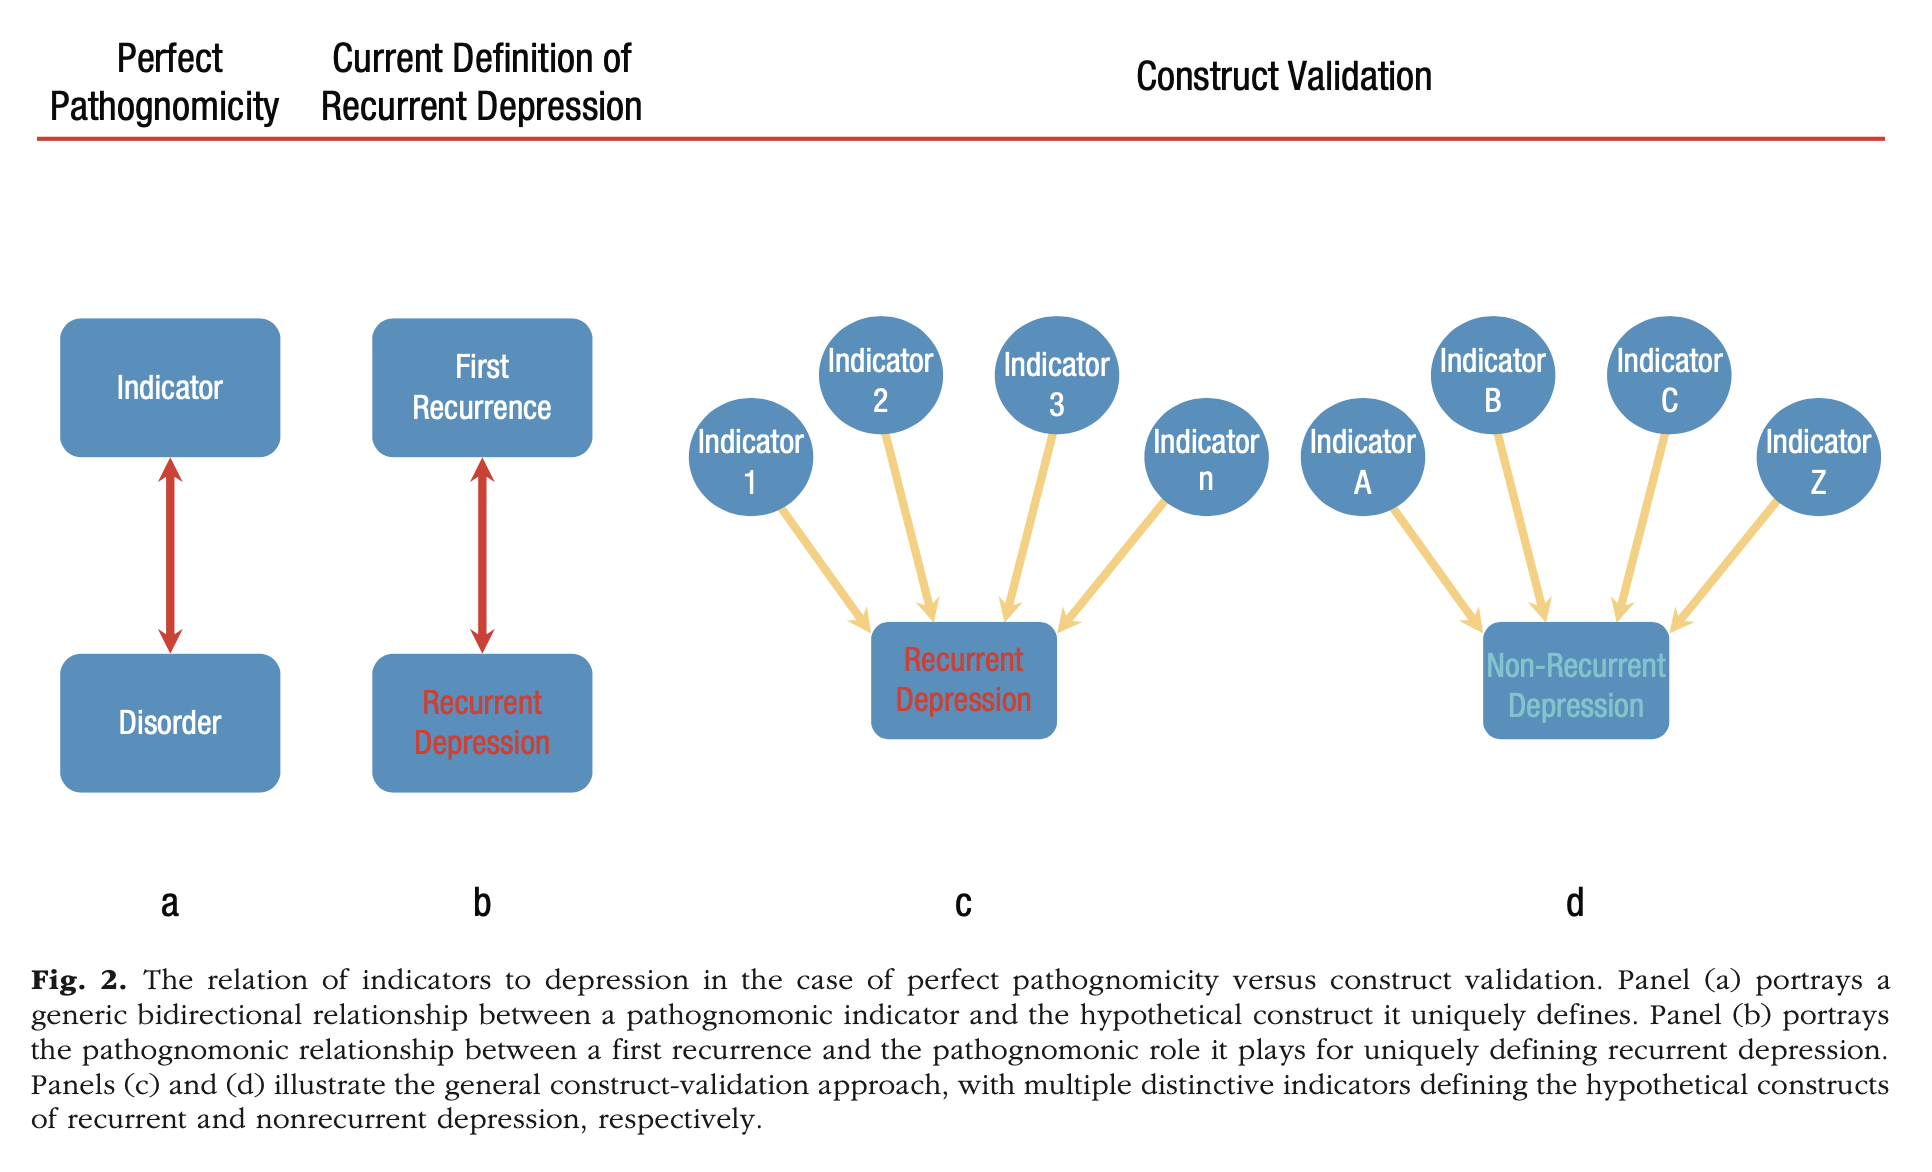 Perfect
Pathognomicity
Current Definition of
Recurrent Depression
Construct Validation
Indicator
Disorder
a
First
Recurrence
Recurrent
Depression
b
Indicator
1
Indicator
2
Indicator
3
Indicator
n
Recurrent
Depression
c
Indicator
A
Indicator
B
Indicator
C
Indicator
Z
Non-Recurrent
Depression
d
Fig. 2. The relation of indicators to depression in the case of perfect pathognomicity versus construct validation. Panel (a) portrays a
generic bidirectional relationship between a pathognomonic indicator and the hypothetical construct it uniquely defines. Panel (b) portrays
the pathognomonic relationship between a first recurrence and the pathognomonic role it plays for uniquely defining recurrent depression.
Panels (c) and (d) illustrate the general construct-validation approach, with multiple distinctive indicators defining the hypothetical constructs
of recurrent and nonrecurrent depression, respectively.